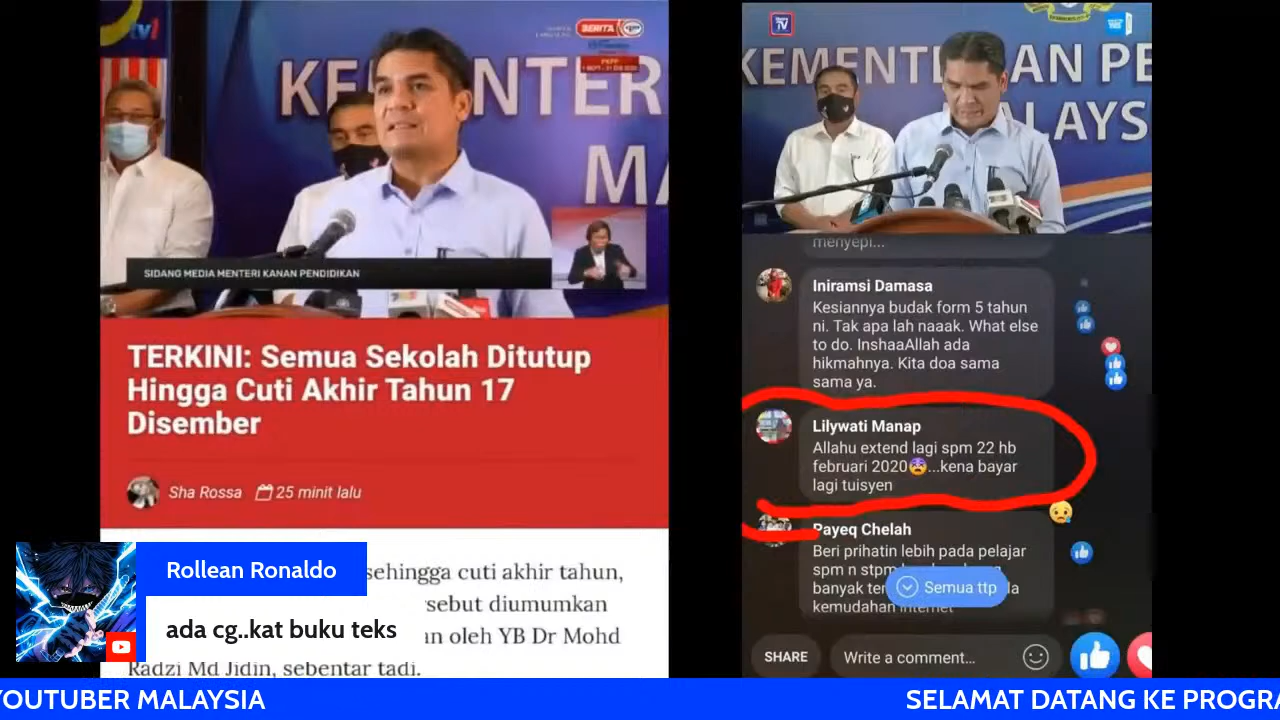 tv1
BERITA
KEMENTER
MA
SIDANG MEDIA MENTERI KANAN PENDIDIKAN
TERKINI: Semua Sekolah Ditutup
Hingga Cuti Akhir Tahun 17
Disember
Sha Rossa 25 minit lalu
sehingga cuti akhir tahun,
rsebut diumumkan
an oleh YB Dr Mohd
Radzi Md Jidin, sebentar tadi.
Rollean Ronaldo
ada cg..kat buku teks
TV
KEMENTERIAN PE
MALAYS
menyepi...
Iniramsi Damasa
Kesiannya budak form 5 tahun
ni. Tak apa lah naaak. What else
to do. InshaaAllah ada
hikmahnya. Kita doa sama
sama ya.
Lilywati Manap
Allahu extend lagi spm 22 hb
februari 2020😨...kena bayar
lagi tuisyen
Payeq Chelah
Beri prihatin lebih pada pelajar
spm n stpm
banyak
kemudahan internet
Semua ttp
SHARE
Write a comment...
YOUTUBER MALAYSIA
SELAMAT DATANG KE PROGRA